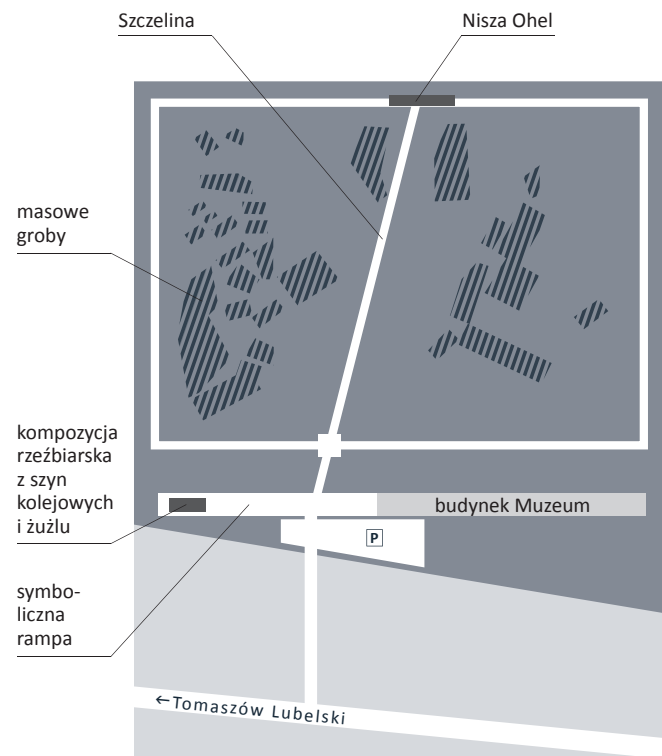 Szczelina
Nisza Ohel
masowe
groby
kompozycja
rzeźbiarska
z szyn
kolejowych
i żużlu
budynek Muzeum
P
symbo-
liczna
rampa
←Tomaszów Lubelski